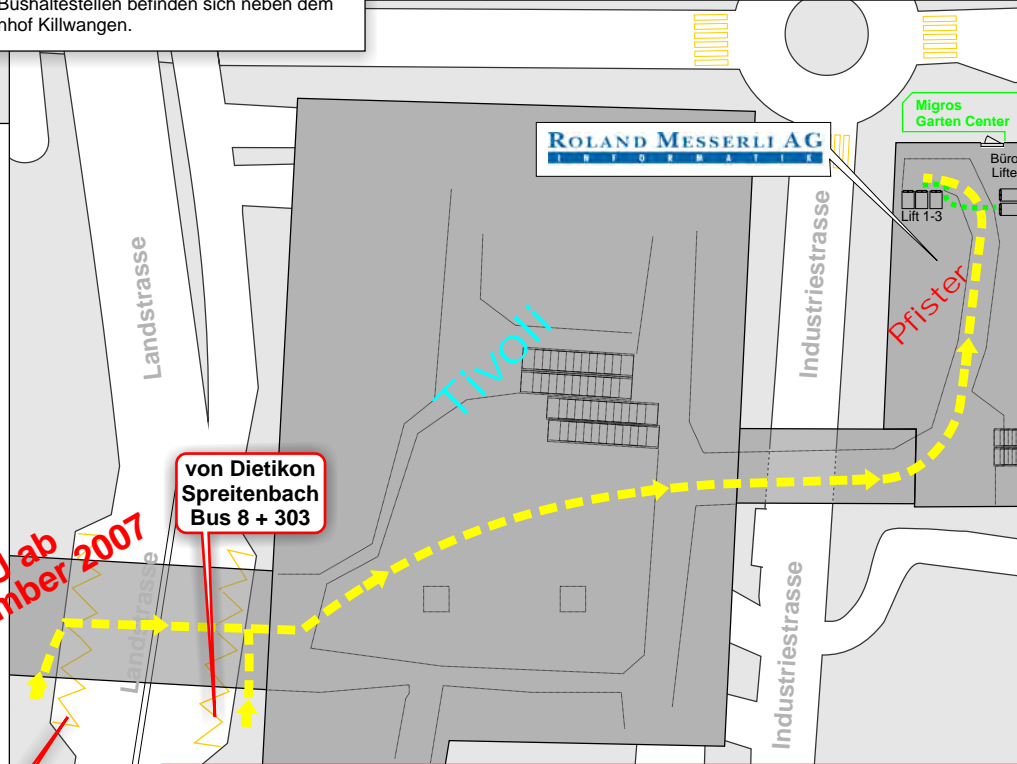 Bushaltestellen befinden sich neben dem
nhof Killwangen.
Migros
Garten Center
ROLAND MESSERLI AG
INFORMATIK
Büro
Lifte
Lift 1-3
Landstrasse
Industriestrasse
Pfister
Tivoli
von Dietikon
Spreitenbach
Bus 8 + 303
ab
mber 2007
Landstrasse
Industriestrasse